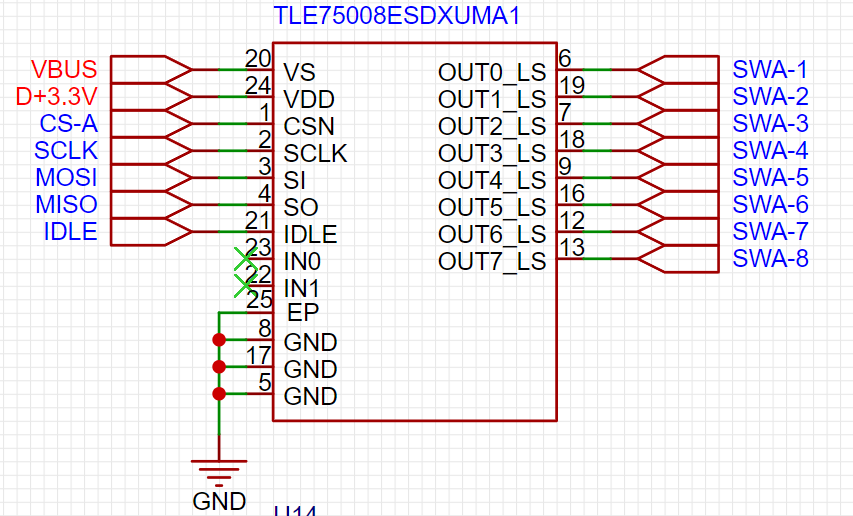 TLE75008ESDXUMA1
VBUS 20 VS OUT0_LS 6 SWA-1
D+3.3V 24 VDD OUT1_LS 19 SWA-2
CS-A 1 CSN OUT2_LS 7 SWA-3
SCLK 2 SCLK OUT3_LS 18 SWA-4
MOSI 3 SI OUT4_LS 9 SWA-5
MISO 4 SO OUT5_LS 16 SWA-6
IDLE 21 IDLE OUT6_LS 12 SWA-7
23 IN0 OUT7_LS 13 SWA-8
22 IN1
25 EP
8 GND
17 GND
5 GND
GND
U14